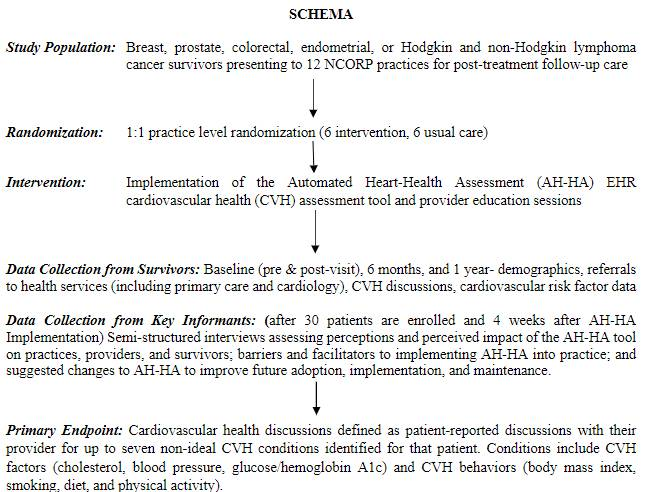 SCHEMA
Study Population: Breast, prostate, colorectal, endometrial, or Hodgkin and non-Hodgkin lymphoma
cancer survivors presenting to 12 NCORP practices for post-treatment follow-up care
Randomization: 1:1 practice level randomization (6 intervention, 6 usual care)
Intervention: Implementation of the Automated Heart-Health Assessment (AH-HA) EHR
cardiovascular health (CVH) assessment tool and provider education sessions
Data Collection from Survivors: Baseline (pre & post-visit), 6 months, and 1 year- demographics, referrals
to health services (including primary care and cardiology), CVH discussions, cardiovascular risk factor data
Data Collection from Key Informants: (after 30 patients are enrolled and 4 weeks after AH-HA
Implementation) Semi-structured interviews assessing perceptions and perceived impact of the AH-HA tool
on practices, providers, and survivors; barriers and facilitators to implementing AH-HA into practice; and
suggested changes to AH-HA to improve future adoption, implementation, and maintenance.
Primary Endpoint: Cardiovascular health discussions defined as patient-reported discussions with their
provider for up to seven non-ideal CVH conditions identified for that patient. Conditions include CVH
factors (cholesterol, blood pressure, glucose/hemoglobin A1c) and CVH behaviors (body mass index,
smoking, diet, and physical activity).